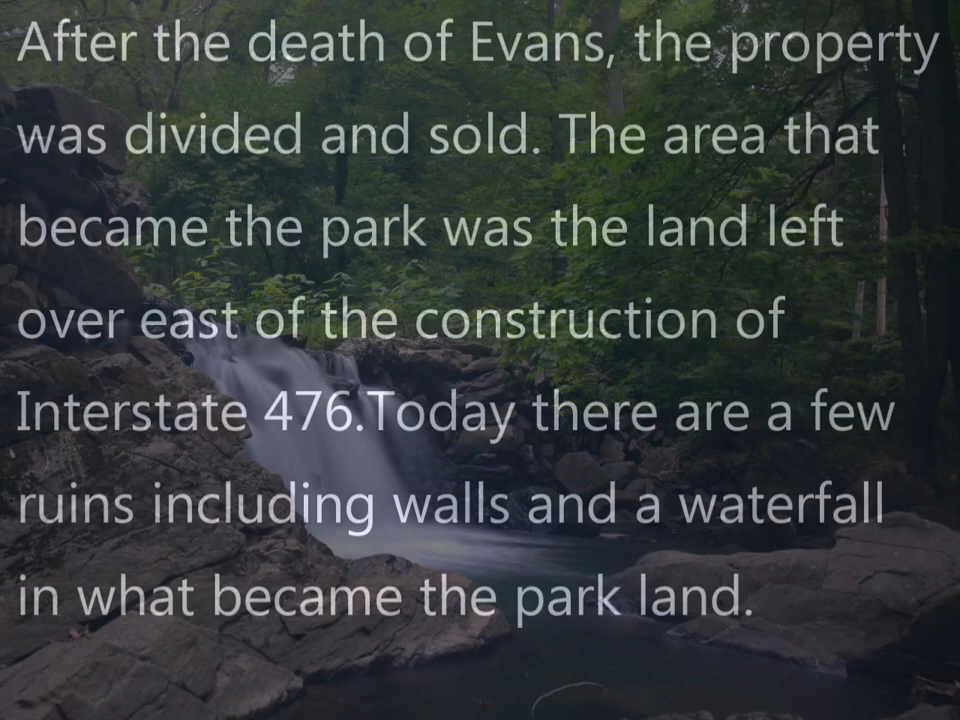 After the death of Evans, the property
was divided and sold. The area that
became the park was the land left
over east of the construction of
Interstate 476.Today there are a few
ruins including walls and a waterfall
in what became the park land.